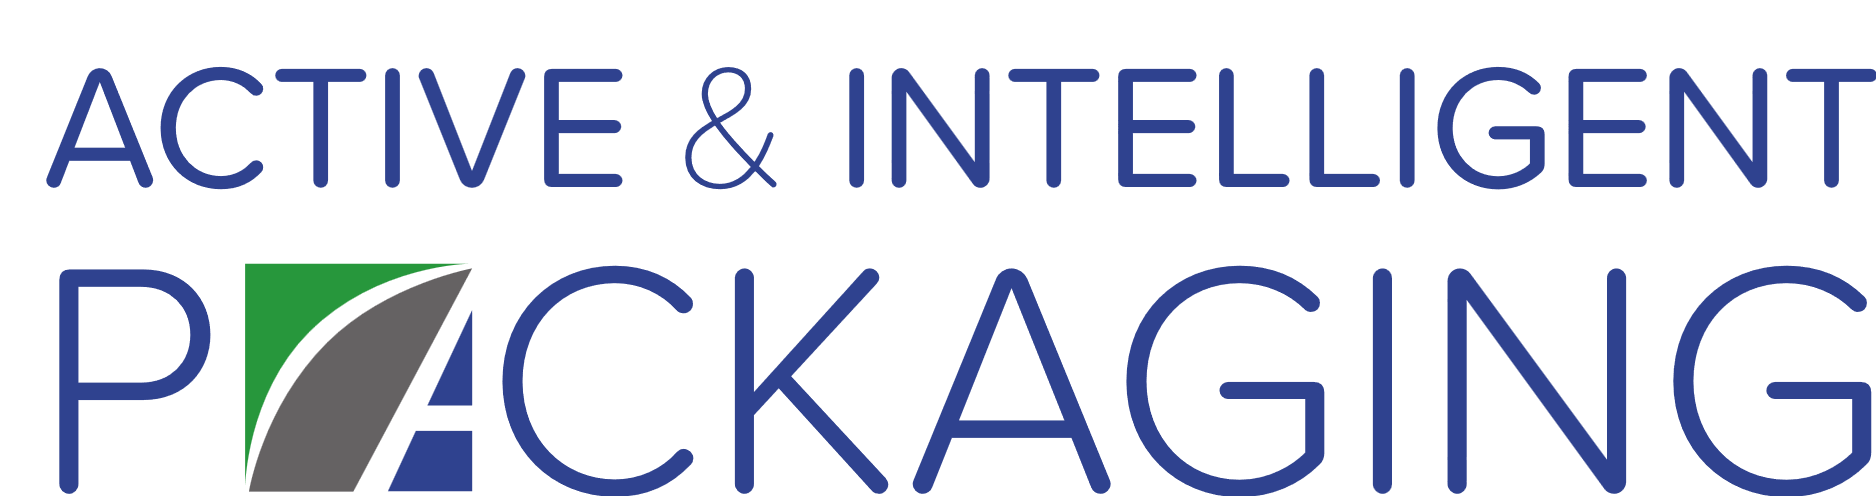 ACTIVE & INTELLIGENT
PACKAGING